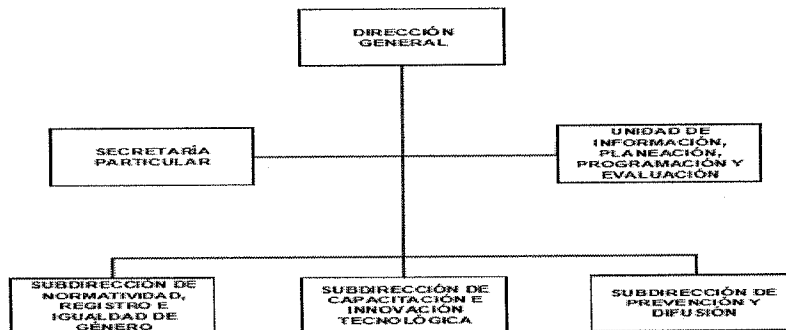 DIRECCIÓN
GENERAL
SECRETARÍA
PARTICULAR
UNIDAD DE
INFORMACIÓN,
PLANEACIÓN,
PROGRAMACIÓN Y
EVALUACIÓN
SUBDIRECCIÓN DE
NORMATIVIDAD,
REGISTRO E
IGUALDAD DE
GÉNERO
SUBDIRECCIÓN DE
CAPACITACIÓN E
INNOVACIÓN
TECNOLÓGICA
SUBDIRECCIÓN DE
PREVENCIÓN Y
DIFUSIÓN